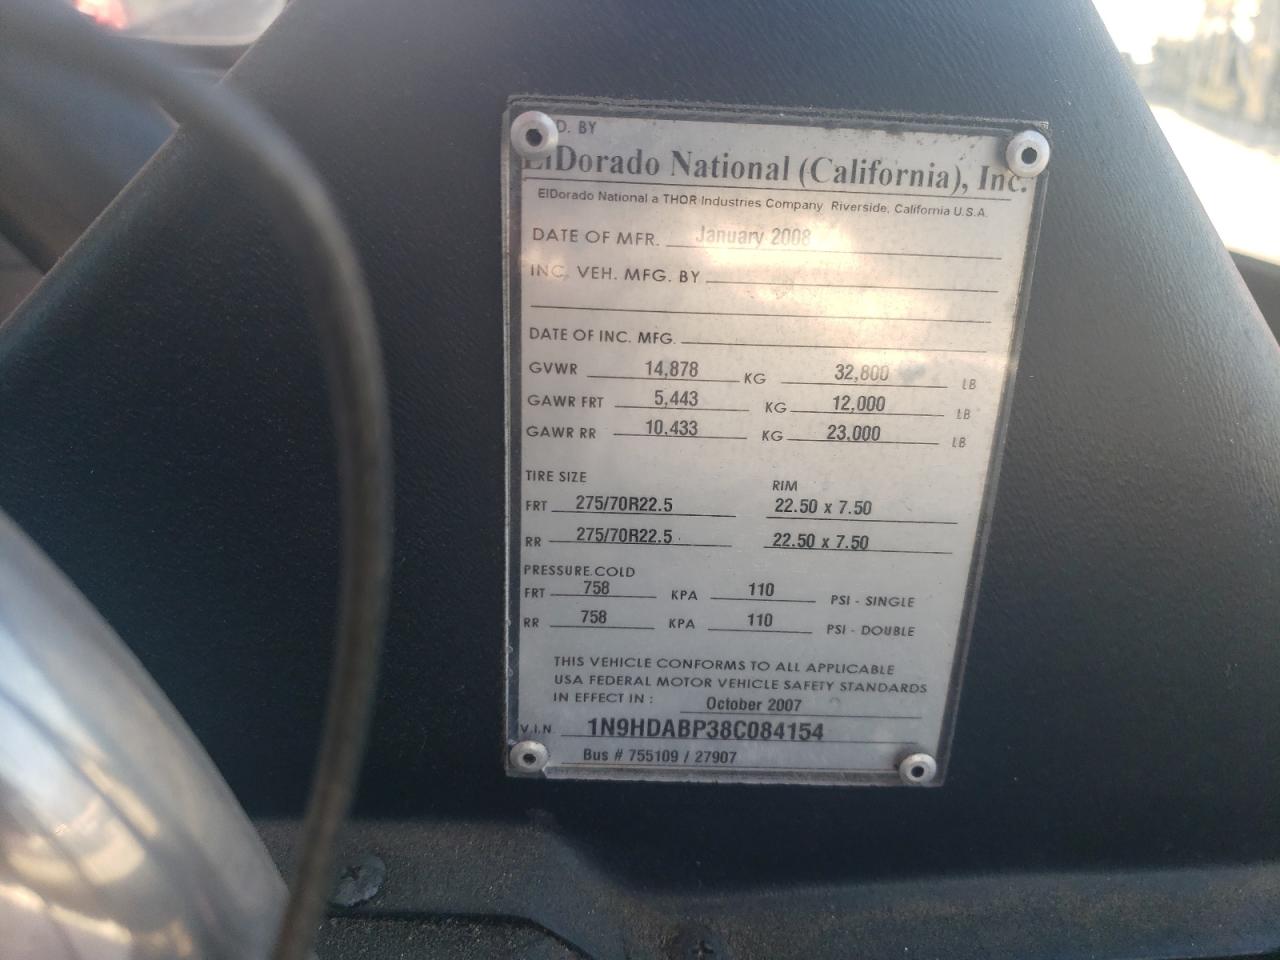 D. BY
ElDorado National (California), Inc.
ElDorado National a THOR Industries Company Riverside, California U.S.A.
DATE OF MFR. January 2008
INC. VEH. MFG. BY
DATE OF INC. MFG.
GVWR 14,878 KG 32,800 LB
GAWR FRT 5,443 KG 12,000 LB
GAWR RR 10,433 KG 23,000 LB
TIRE SIZE RIM
FRT 275/70R22.5 22.50 x 7.50
RR 275/70R22.5 22.50 x 7.50
PRESSURE.COLD
FRT 758 KPA 110 PSI - SINGLE
RR 758 KPA 110 PSI - DOUBLE
THIS VEHICLE CONFORMS TO ALL APPLICABLE
USA FEDERAL MOTOR VEHICLE SAFETY STANDARDS
IN EFFECT IN : October 2007
V.I.N 1N9HDABP38C084154
Bus # 755109 / 27907